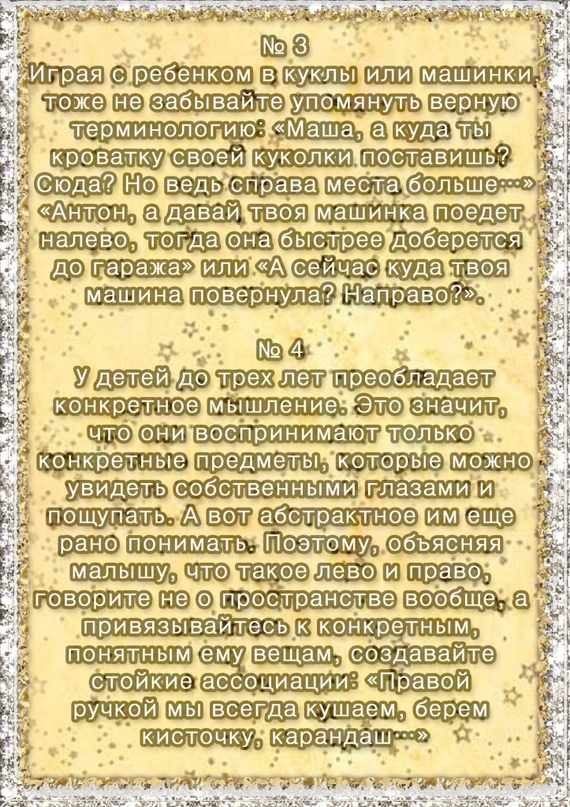 № 3
Играя с ребенком в куклы или машинки,
тоже не забывайте упомянуть верную
терминологию: «Маша, а куда ты
кроватку своей куколки поставишь?
Сюда? Но ведь справа места больше…»
«Антон, а давай твоя машинка поедет
налево, тогда она быстрее доберется
до гаража» или «А сейчас куда твоя
машина повернула? Направо?».
№ 4
У детей до трех лет преобладает
конкретное мышление. Это значит,
что они воспринимают только
конкретные предметы, которые можно
увидеть собственными глазами и
пощупать. А вот абстрактное им еще
рано понимать. Поэтому, объясняя
малышу, что такое лево и право,
говорите не о пространстве вообще, а
привязывайтесь к конкретным,
понятным ему вещам, создавайте
стойкие ассоциации: «Правой
ручкой мы всегда кушаем, берем
кисточку, карандаш…»